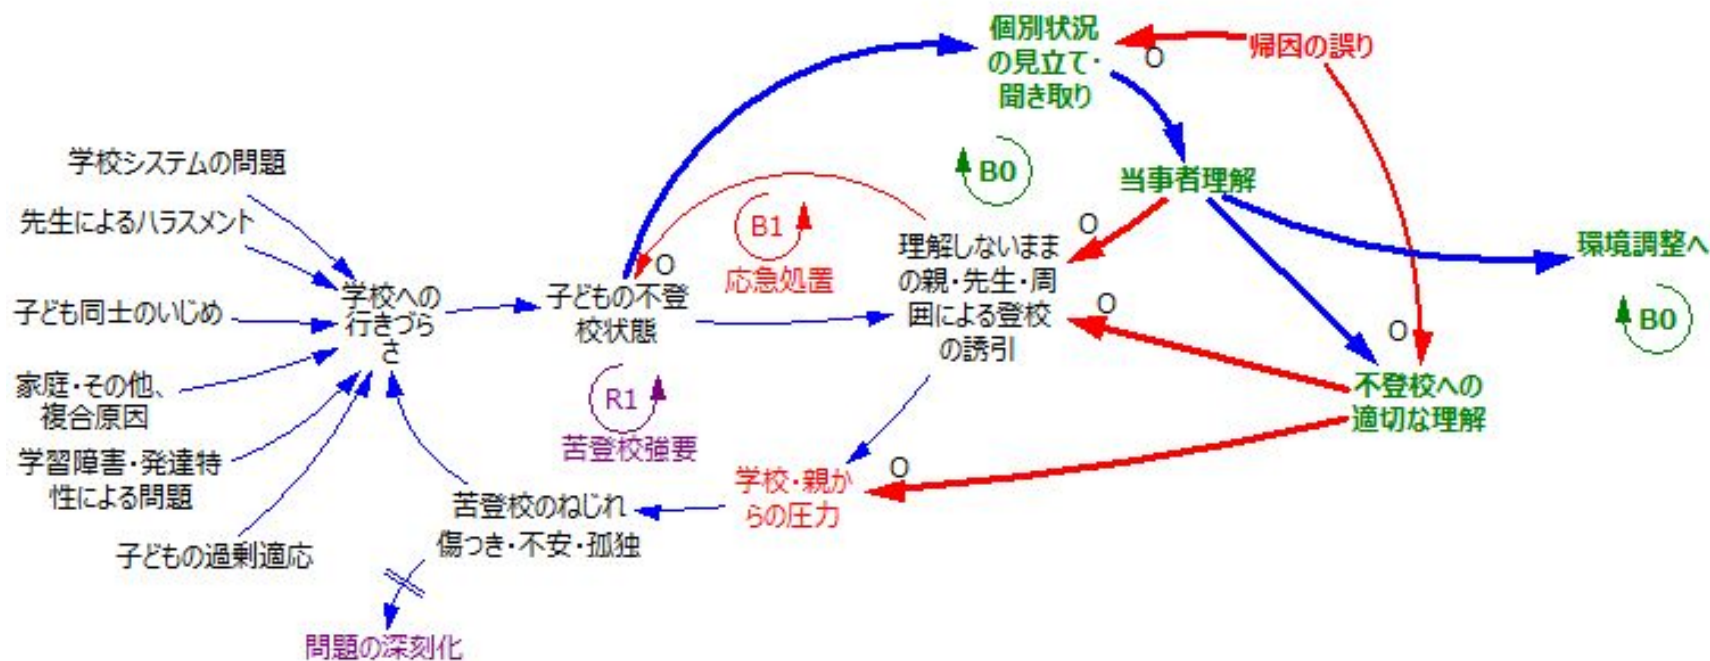 個別状況
の見立て・
聞き取り
O
帰因の誤り
学校システムの問題
先生によるハラスメント
子ども同士のいじめ
家庭・その他、
複合原因
学習障害・発達特
性による問題
子どもの過剰適応
学校への
行きづら
さ
子どもの不登
校状態
O
B1
応急処置
B0
当事者理解
O
理解しないまま
の親・先生・周
囲による登校
の誘引
O
環境調整へ
B0
O
不登校への
適切な理解
R1
苦登校強要
学校・親か
らの圧力
O
苦登校のねじれ
傷つき・不安・孤独
問題の深刻化